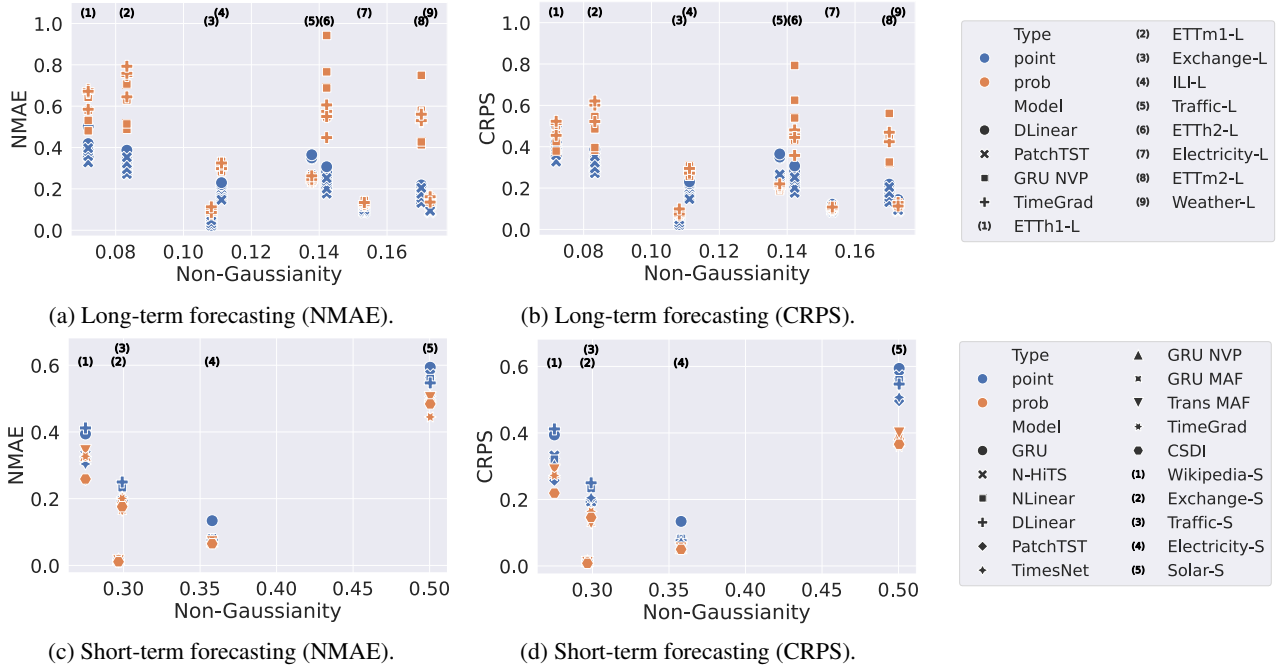 (1) (2) (3) (4) (5) (6) (7) (8) (9)
1.0
0.8
0.6
0.4
0.2
0.0
NMAE
0.08 0.10 0.12 0.14 0.16
Non-Gaussianity
(a) Long-term forecasting (NMAE).
(1) (2) (3) (4) (5) (6) (7) (8) (9)
1.0
0.8
0.6
0.4
0.2
0.0
CRPS
0.08 0.10 0.12 0.14 0.16
Non-Gaussianity
(b) Long-term forecasting (CRPS).
Type
point
prob
Model
DLinear
PatchTST
GRU NVP
TimeGrad
(1) ETTh1-L
(2) ETTm1-L
(3) Exchange-L
(4) ILI-L
(5) Traffic-L
(6) ETTh2-L
(7) Electricity-L
(8) ETTm2-L
(9) Weather-L
(1) (2) (3) (4) (5)
0.6
0.4
0.2
0.0
NMAE
0.30 0.35 0.40 0.45 0.50
Non-Gaussianity
(c) Short-term forecasting (NMAE).
(1) (2) (3) (4) (5)
0.6
0.4
0.2
0.0
CRPS
0.30 0.35 0.40 0.45 0.50
Non-Gaussianity
(d) Short-term forecasting (CRPS).
Type
point
prob
Model
GRU
N-HiTS
NLinear
DLinear
PatchTST
TimesNet
GRU NVP
GRU MAF
Trans MAF
TimeGrad
CSDI
(1) Wikipedia-S
(2) Exchange-S
(3) Traffic-S
(4) Electricity-S
(5) Solar-S